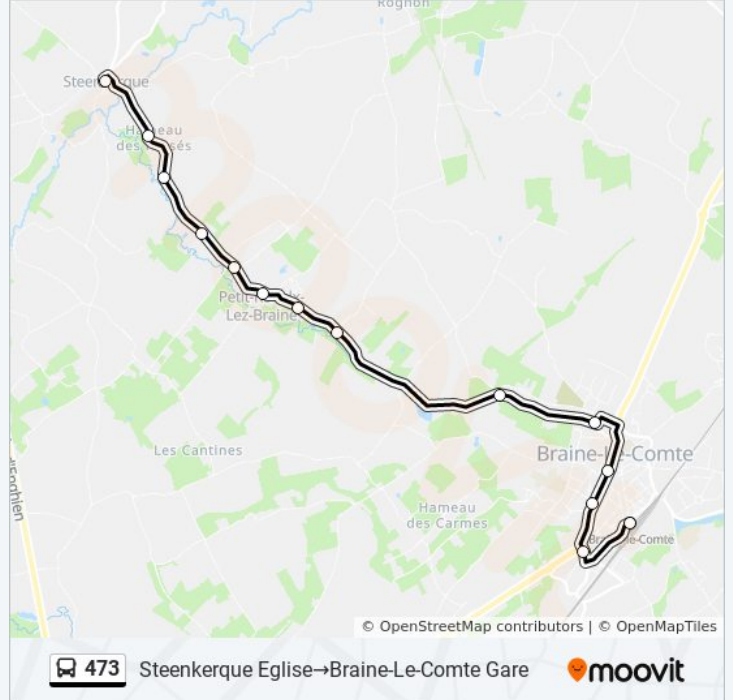 Rognon
Steenkerque
Hameau
des
Petit-
Lez-Braine
Braine-Le-Comte
Les Cantines
d'Enghien
Hameau
des Carmes
Braine-le-Comte
© OpenStreetMap contributors | © OpenMapTiles
473 Steenkerque Eglise→Braine-Le-Comte Gare moovit